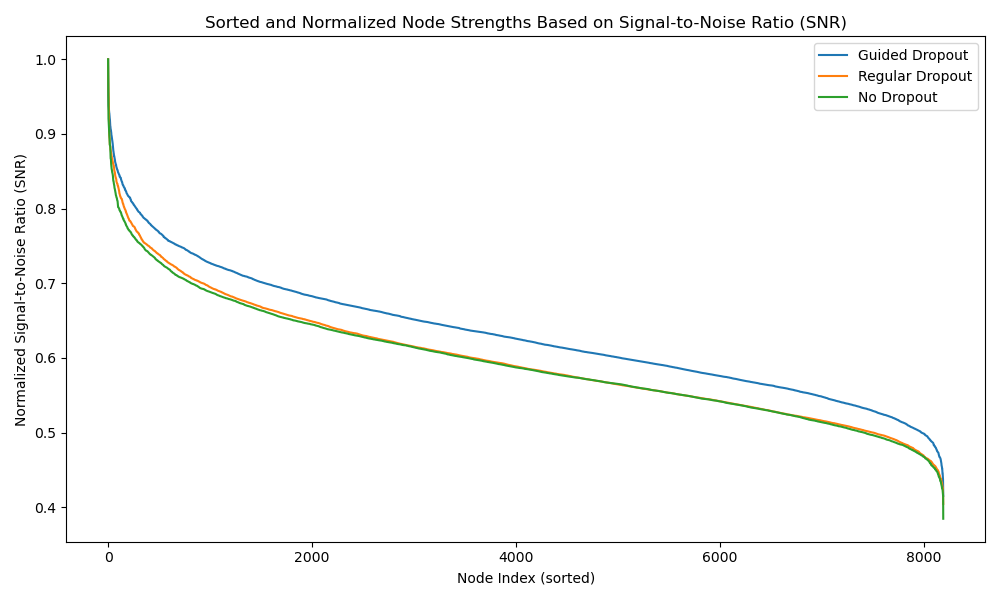 Sorted and Normalized Node Strengths Based on Signal-to-Noise Ratio (SNR)
Guided Dropout
Regular Dropout
No Dropout
Normalized Signal-to-Noise Ratio (SNR)
1.0
0.9
0.8
0.7
0.6
0.5
0.4
0 2000 4000 6000 8000
Node Index (sorted)